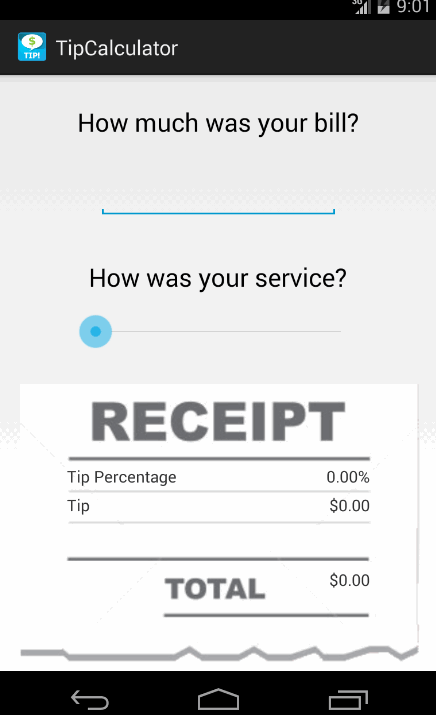 3G 9:01
$
TIP!
TipCalculator
How much was your bill?
How was your service?
RECEIPT
Tip Percentage 0.00%
Tip $0.00
TOTAL $0.00